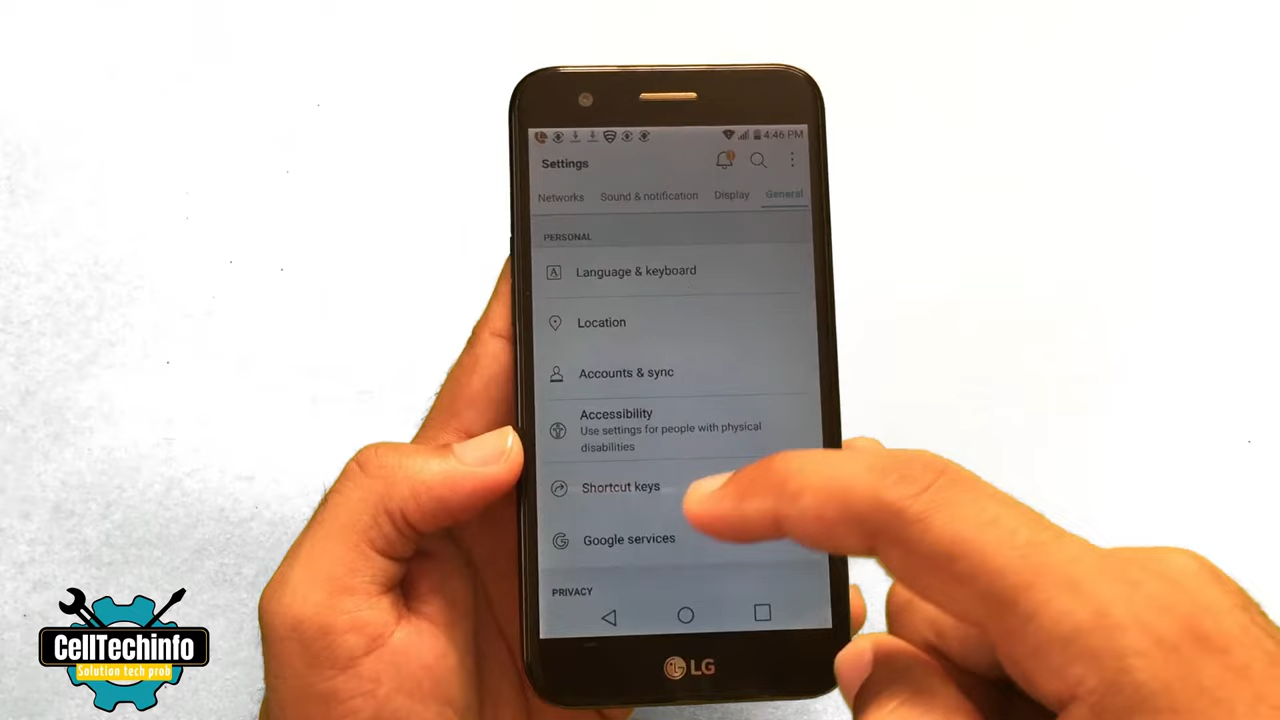 4:46 PM
Settings
Networks Sound & notification Display General
PERSONAL
Language & keyboard
Location
Accounts & sync
Accessibility
Use settings for people with physical
disabilities
Shortcut keys
Google services
PRIVACY
LG
CellTechinfo
Solution tech prob